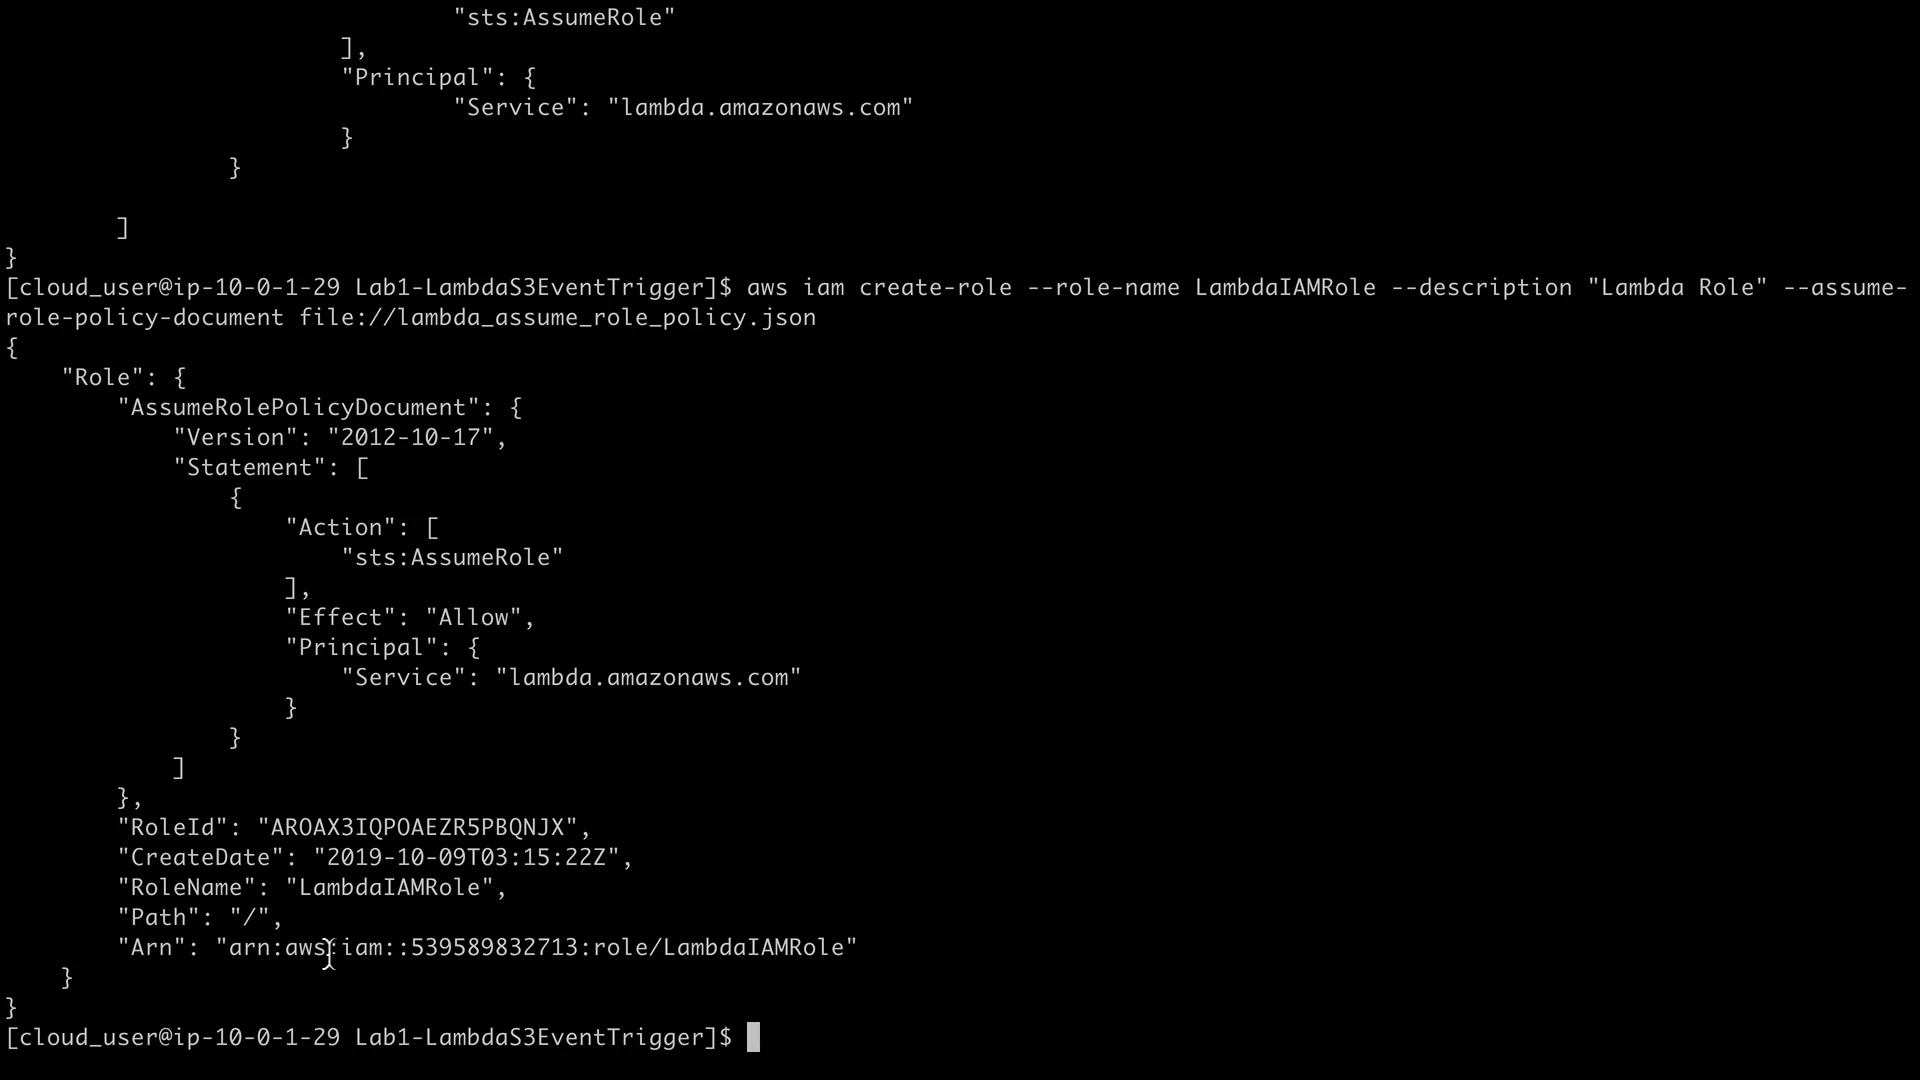 "sts:AssumeRole"
],
"Principal": {
"Service": "lambda.amazonaws.com"
}
}
]
}
[cloud_user@ip-10-0-1-29 Lab1-LambdaS3EventTrigger]$ aws iam create-role --role-name LambdaIAMRole --description "Lambda Role" --assume-
role-policy-document file://lambda_assume_role_policy.json
{
"Role": {
"AssumeRolePolicyDocument": {
"Version": "2012-10-17",
"Statement": [
{
"Action": [
"sts:AssumeRole"
],
"Effect": "Allow",
"Principal": {
"Service": "lambda.amazonaws.com"
}
}
]
},
"RoleId": "AROAX3IQPOAEZR5PBQNJX",
"CreateDate": "2019-10-09T03:15:22Z",
"RoleName": "LambdaIAMRole",
"Path": "/",
"Arn": "arn:aws:iam::539589832713:role/LambdaIAMRole"
}
}
[cloud_user@ip-10-0-1-29 Lab1-LambdaS3EventTrigger]$